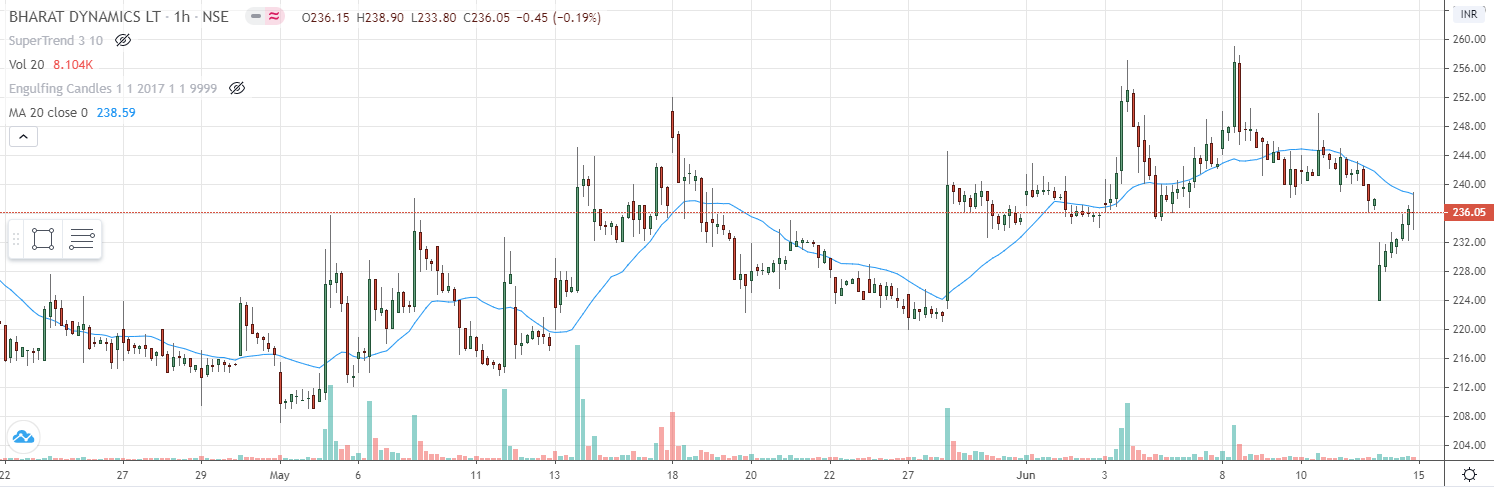 BHARAT DYNAMICS LT · 1h · NSE O236.15 H238.90 L233.80 C236.05 −0.45 (−0.19%)
INR
SuperTrend 3 10
Vol 20 8.104K
Engulfing Candles 1 1 2017 1 1 9999
MA 20 close 0 238.59
260.00
256.00
252.00
248.00
244.00
240.00
236.05
232.00
228.00
224.00
220.00
216.00
212.00
208.00
204.00
22 27 29 May 6 11 13 18 20 22 27 Jun 3 8 10 15